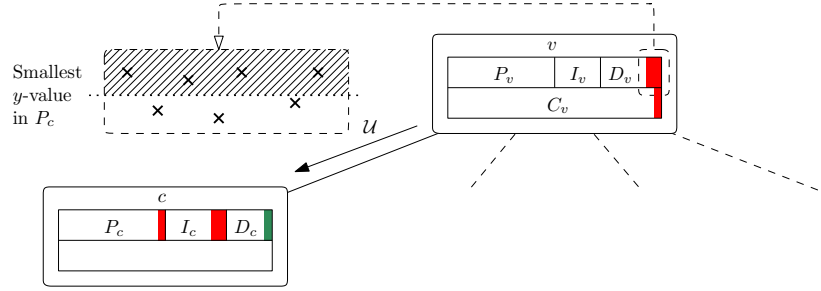 Smallest
y-value
in P_c
v
P_v I_v D_v
C_v
𝒰
c
P_c I_c D_c